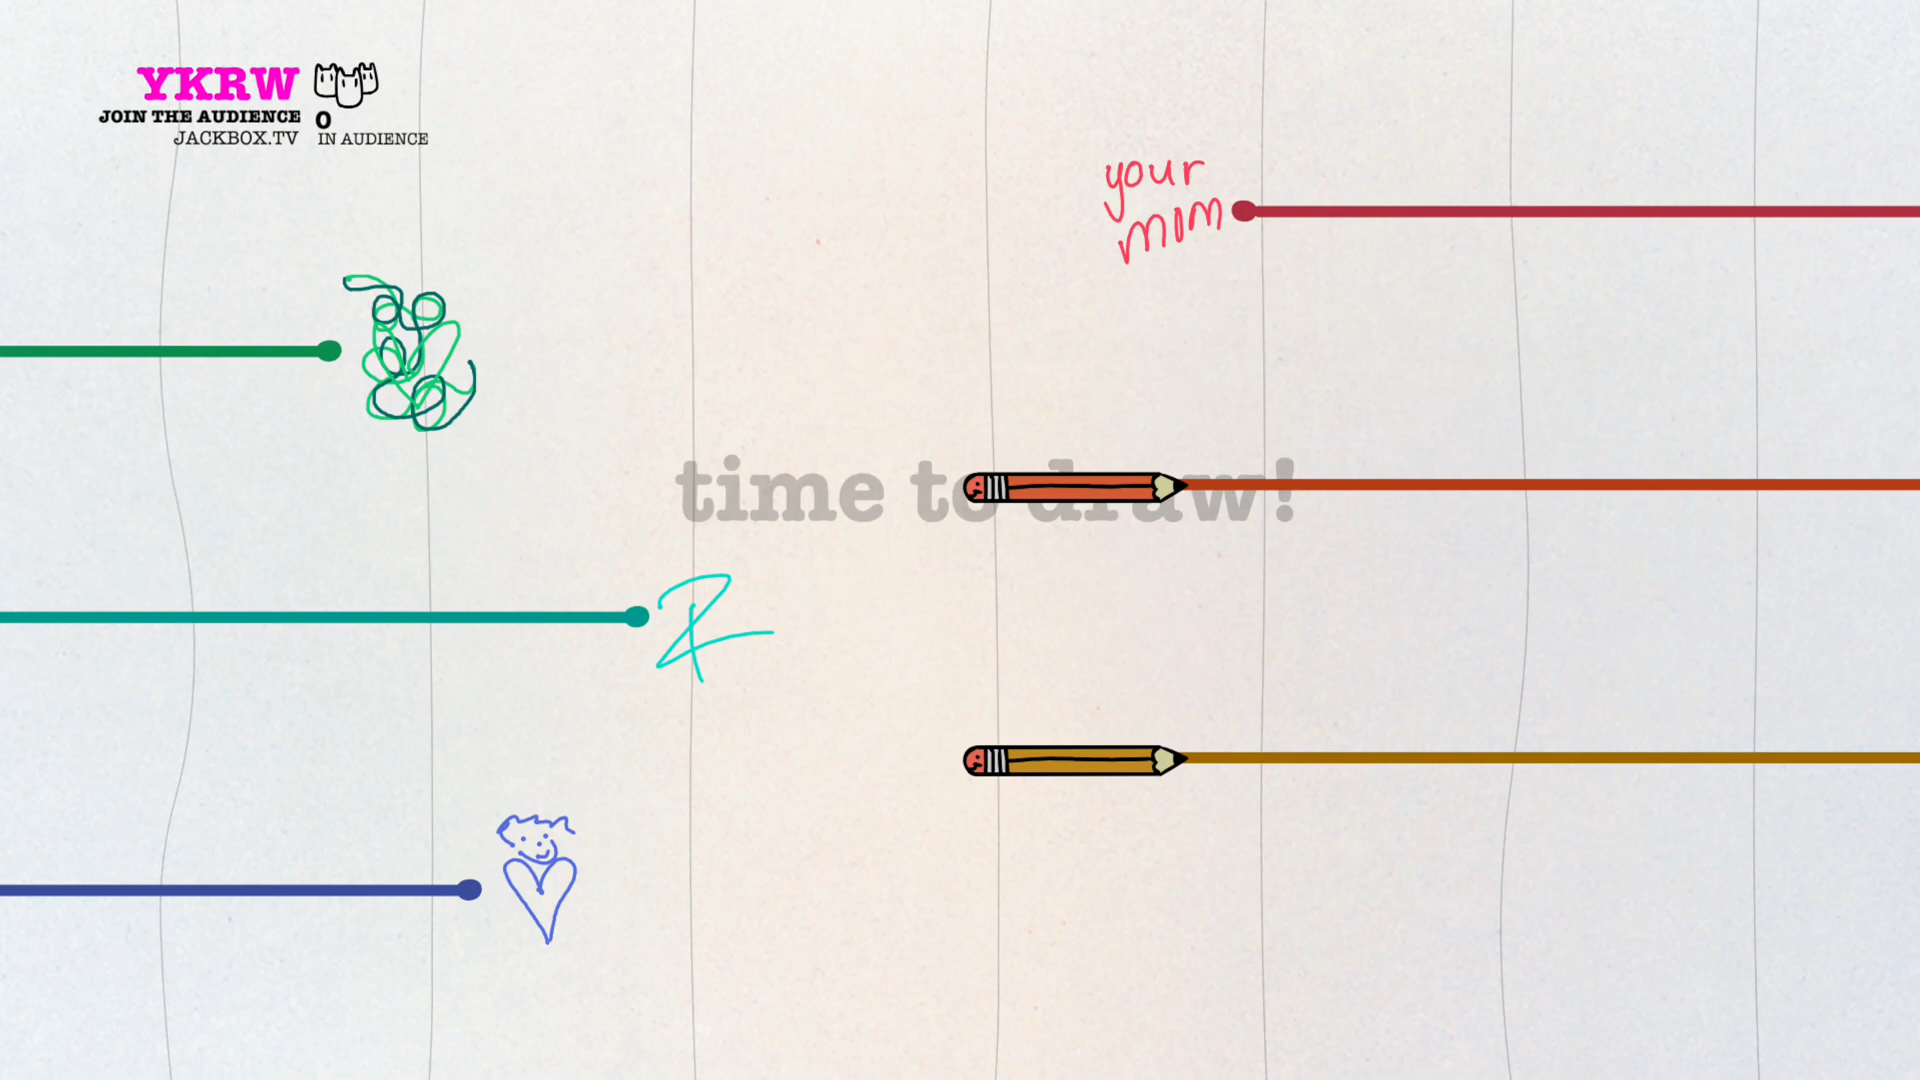 YKRW
JOIN THE AUDIENCE
JACKBOX.TV
0
IN AUDIENCE
your
mom
time to draw!